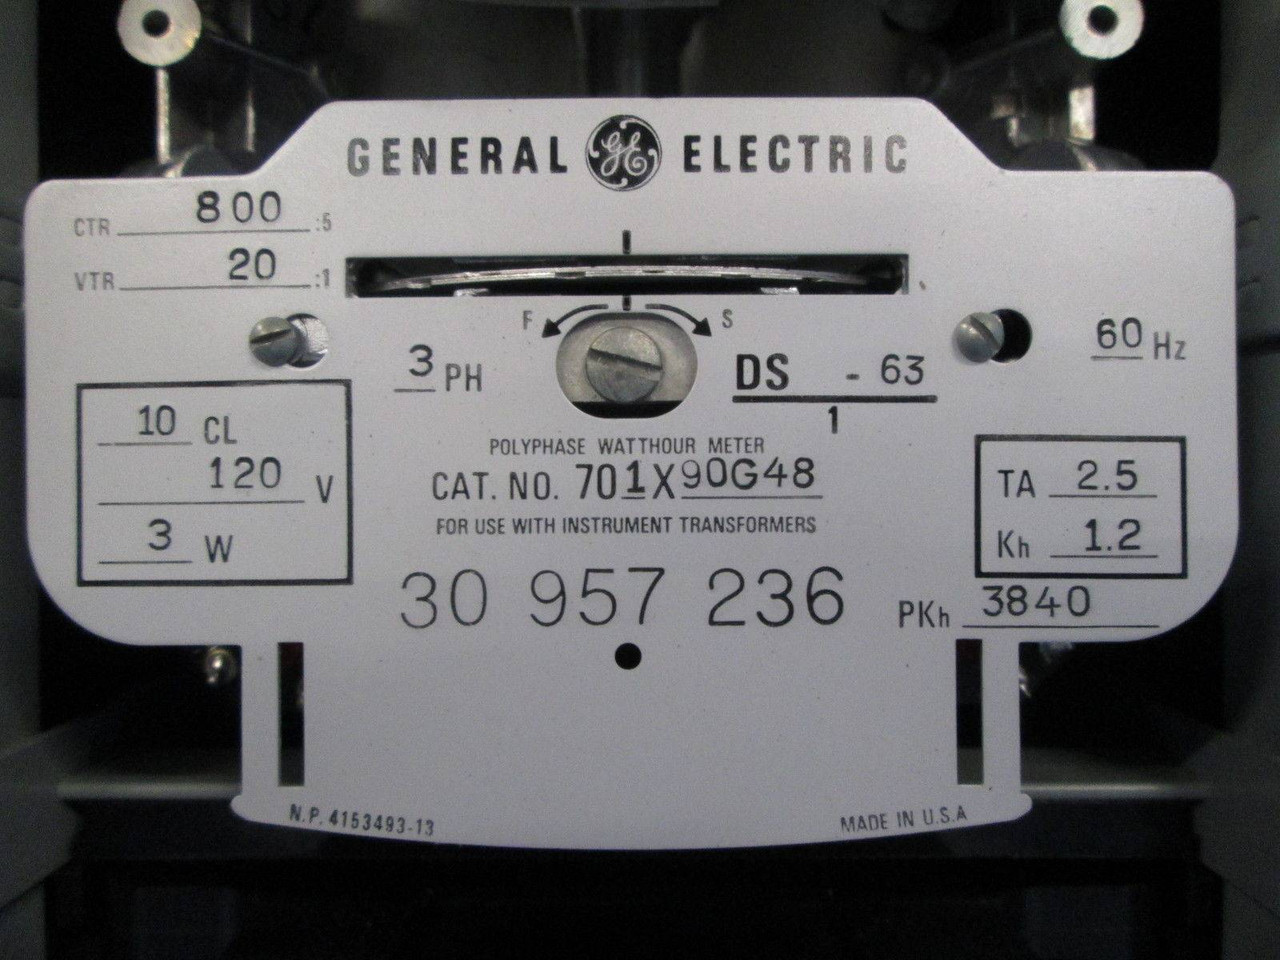 GENERAL GE ELECTRIC
CTR 800 :5
VTR 20 :1
F S
3 PH
DS - 63
1
60 Hz
10 CL
120 V
3 W
POLYPHASE WATTHOUR METER
CAT. NO. 701X90G48
FOR USE WITH INSTRUMENT TRANSFORMERS
TA 2.5
Kh 1.2
30 957 236
PKh 3840
N.P. 4153493-13
MADE IN U.S.A